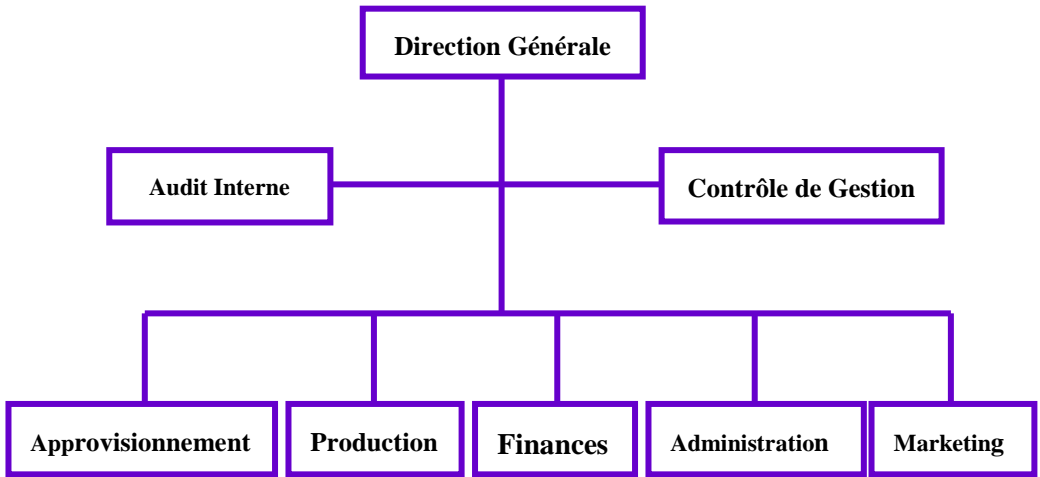 Direction Générale
Audit Interne
Contrôle de Gestion
Approvisionnement
Production
Finances
Administration
Marketing